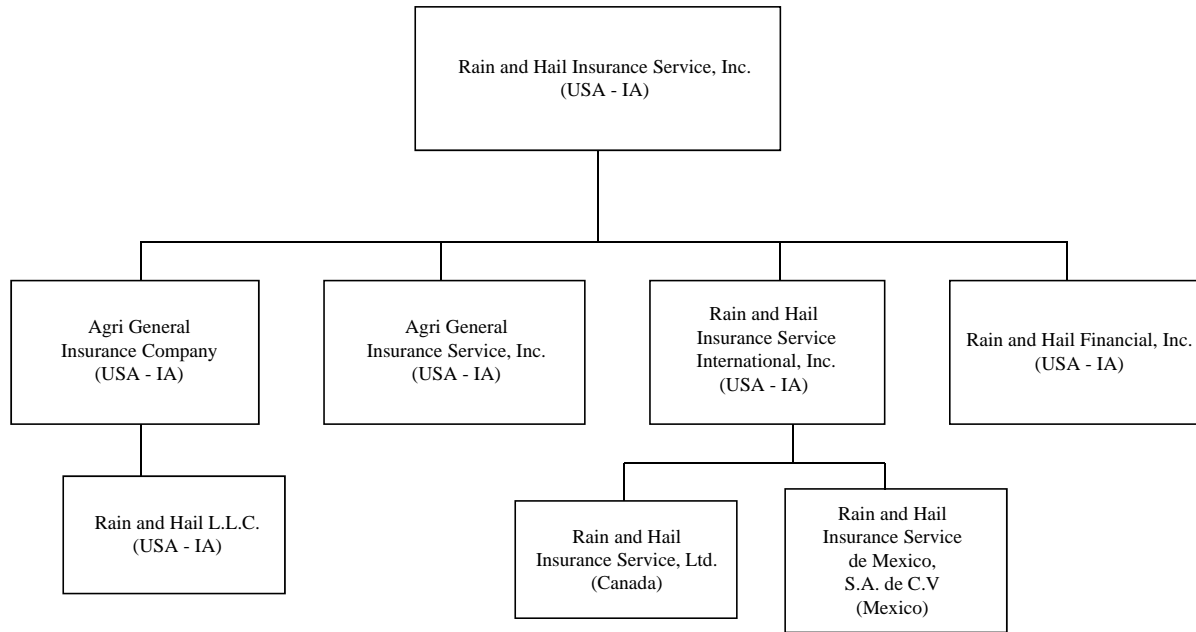 Rain and Hail Insurance Service, Inc.
(USA - IA)
Agri General
Insurance Company
(USA - IA)
Agri General
Insurance Service, Inc.
(USA - IA)
Rain and Hail
Insurance Service
International, Inc.
(USA - IA)
Rain and Hail Financial, Inc.
(USA - IA)
Rain and Hail L.L.C.
(USA - IA)
Rain and Hail
Insurance Service, Ltd.
(Canada)
Rain and Hail
Insurance Service
de Mexico,
S.A. de C.V
(Mexico)